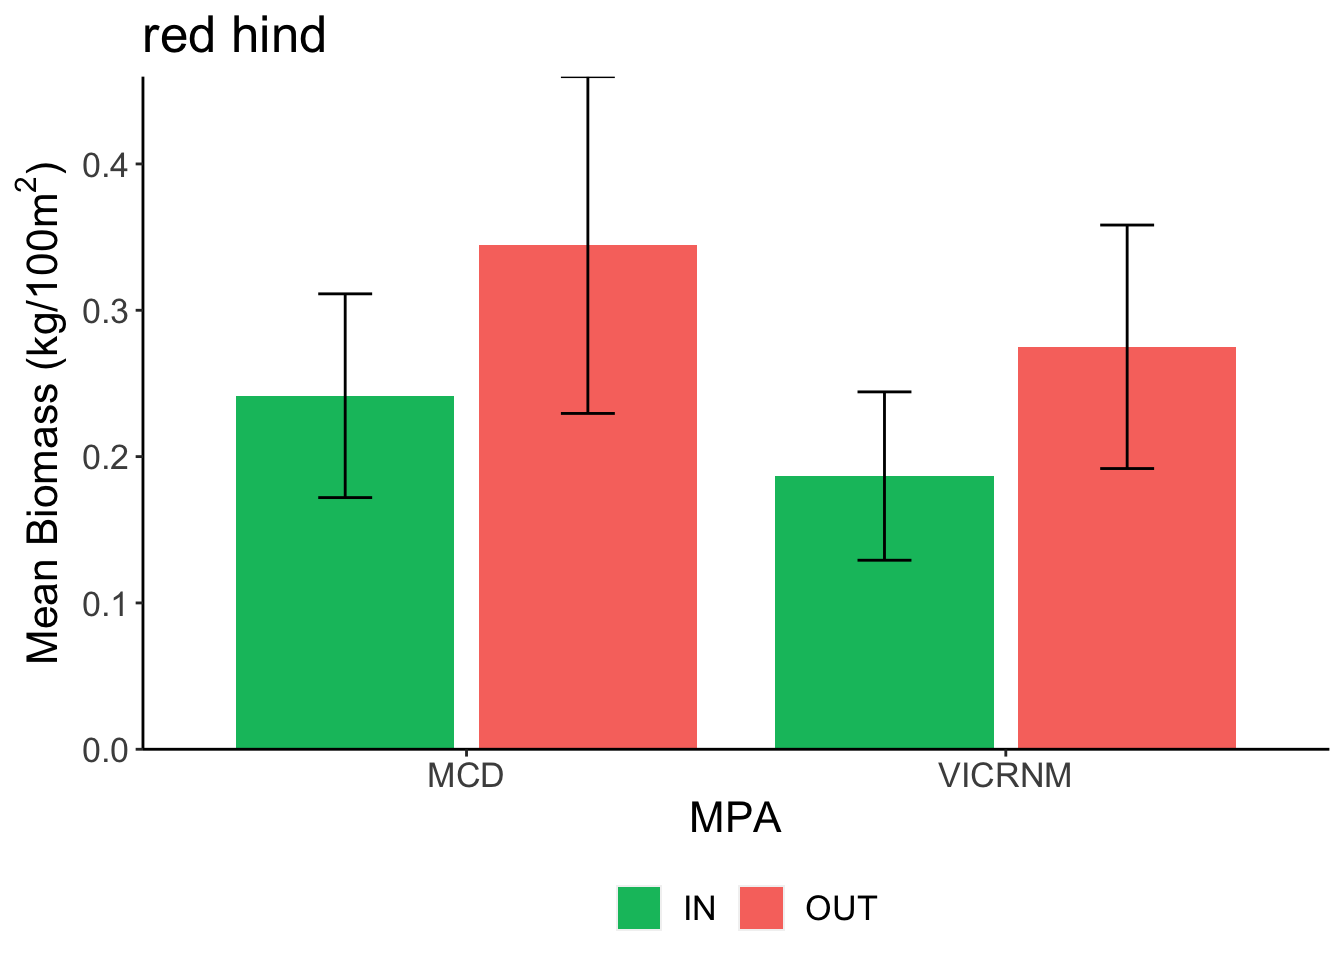 red hind
Mean Biomass (kg/100m²)
0.4
0.3
0.2
0.1
0.0
MCD VICRNM
MPA
IN OUT